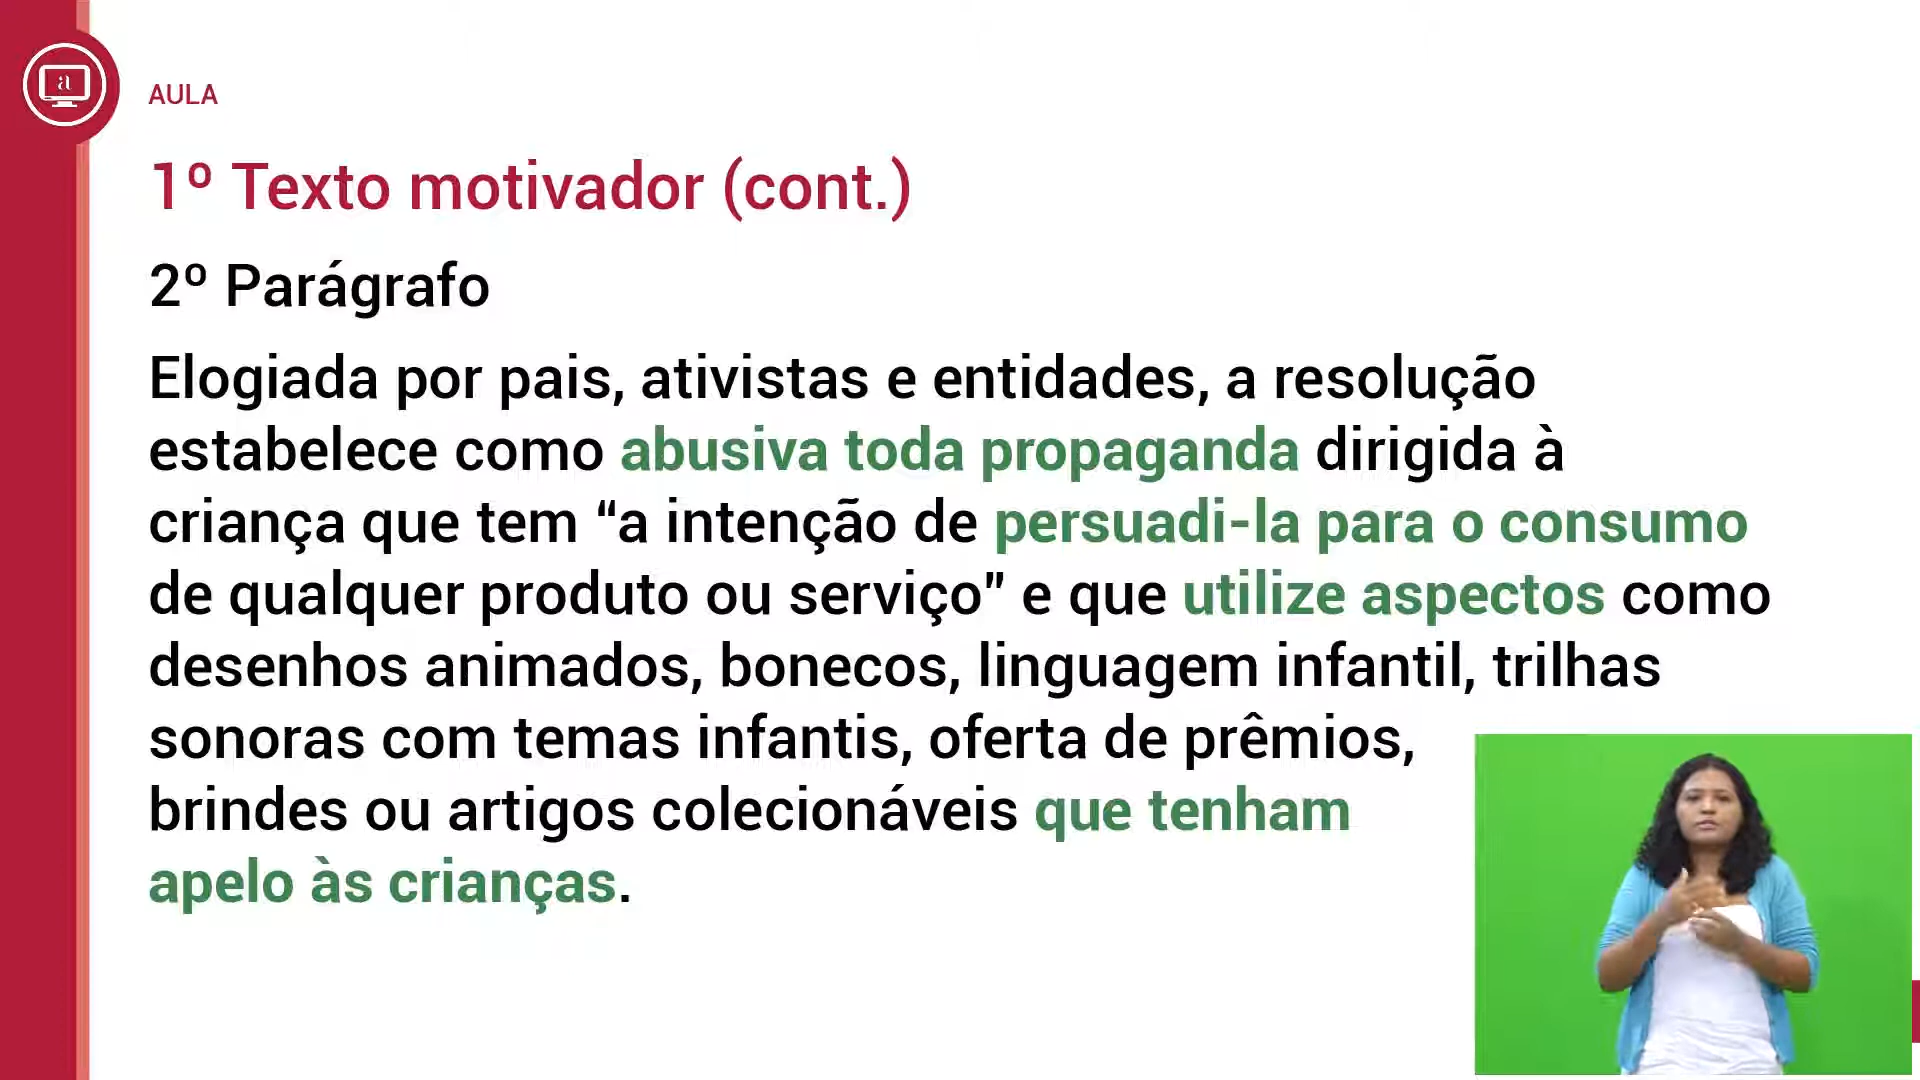 a
AULA
1º Texto motivador (cont.)
2º Parágrafo
Elogiada por pais, ativistas e entidades, a resolução
estabelece como abusiva toda propaganda dirigida à
criança que tem “a intenção de persuadi-la para o consumo
de qualquer produto ou serviço” e que utilize aspectos como
desenhos animados, bonecos, linguagem infantil, trilhas
sonoras com temas infantis, oferta de prêmios,
brindes ou artigos colecionáveis que tenham
apelo às crianças.